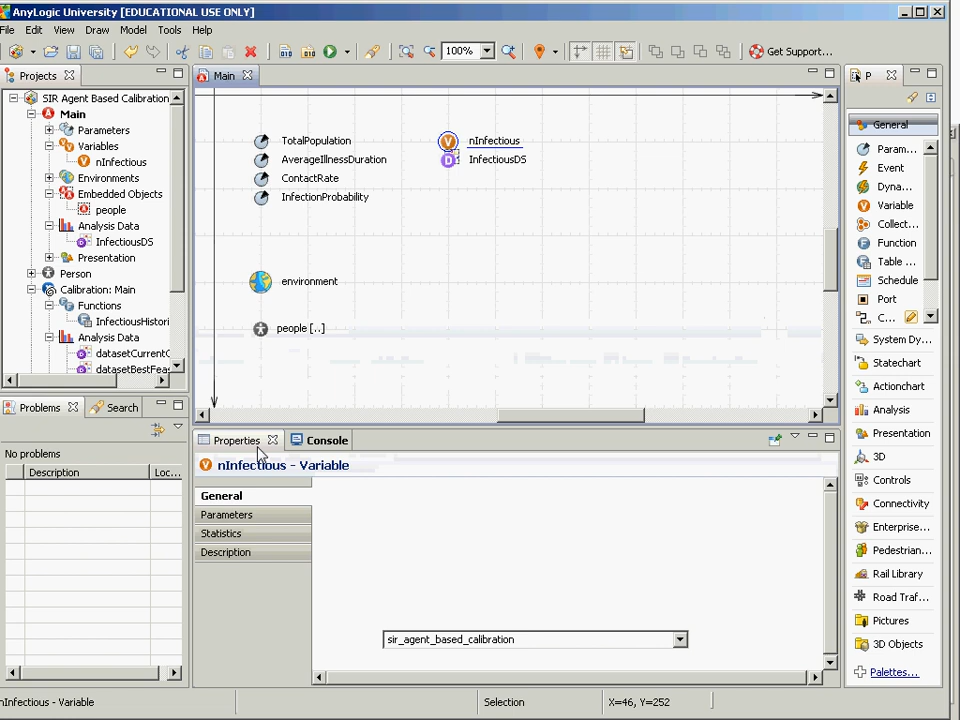 AnyLogic University [EDUCATIONAL USE ONLY]
File Edit View Draw Model Tools Help
100% Get Support...
Projects
SIR Agent Based Calibration
Main
Parameters
Variables
nInfectious
Environments
Embedded Objects
people
Analysis Data
InfectiousDS
Presentation
Person
Calibration: Main
Functions
InfectiousHistori
Analysis Data
datasetCurrentO
datasetBestFeas
Problems Search
No problems
Description Loc...
Main
TotalPopulation
AverageIllnessDuration
ContactRate
InfectionProbability
nInfectious
InfectiousDS
environment
people [..]
Properties Console
nInfectious - Variable
General
Parameters
Statistics
Description
sir_agent_based_calibration
P
General
Param...
Event
Dyna...
Variable
Collect...
Function
Table ...
Schedule
Port
C...
System Dy...
Statechart
Actionchart
Analysis
Presentation
3D
Controls
Connectivity
Enterprise...
Pedestrian...
Rail Library
Road Traf...
Pictures
3D Objects
Palettes...
nInfectious - Variable Selection X=46, Y=252